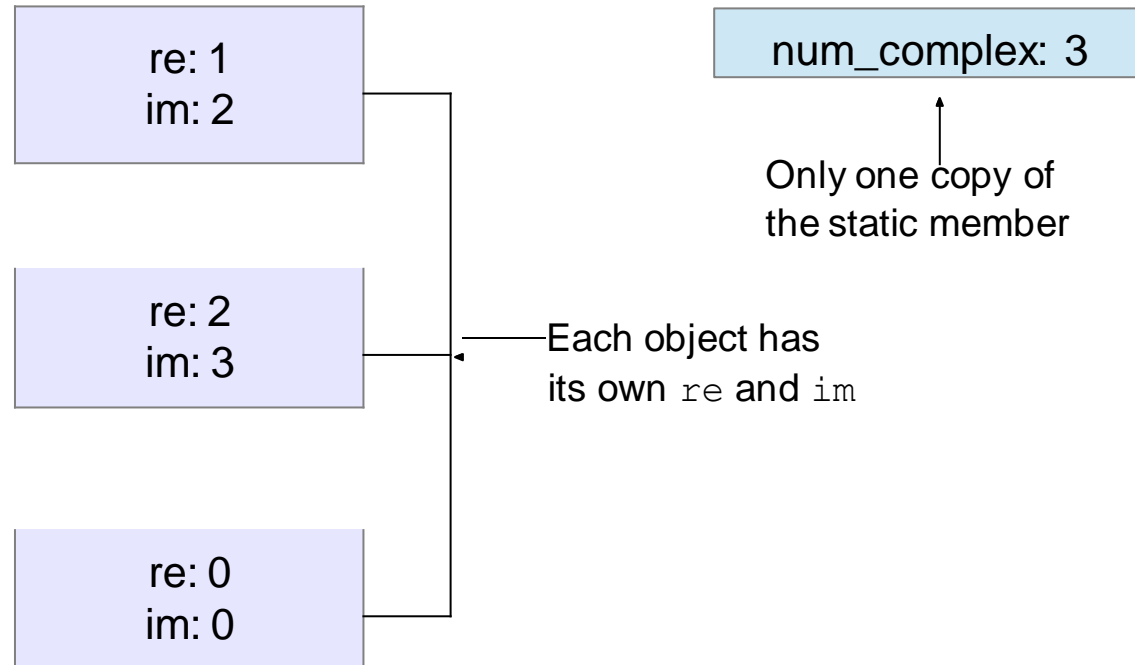 re: 1
im: 2
num_complex: 3
Only one copy of
the static member
re: 2
im: 3
Each object has
its own re and im
re: 0
im: 0